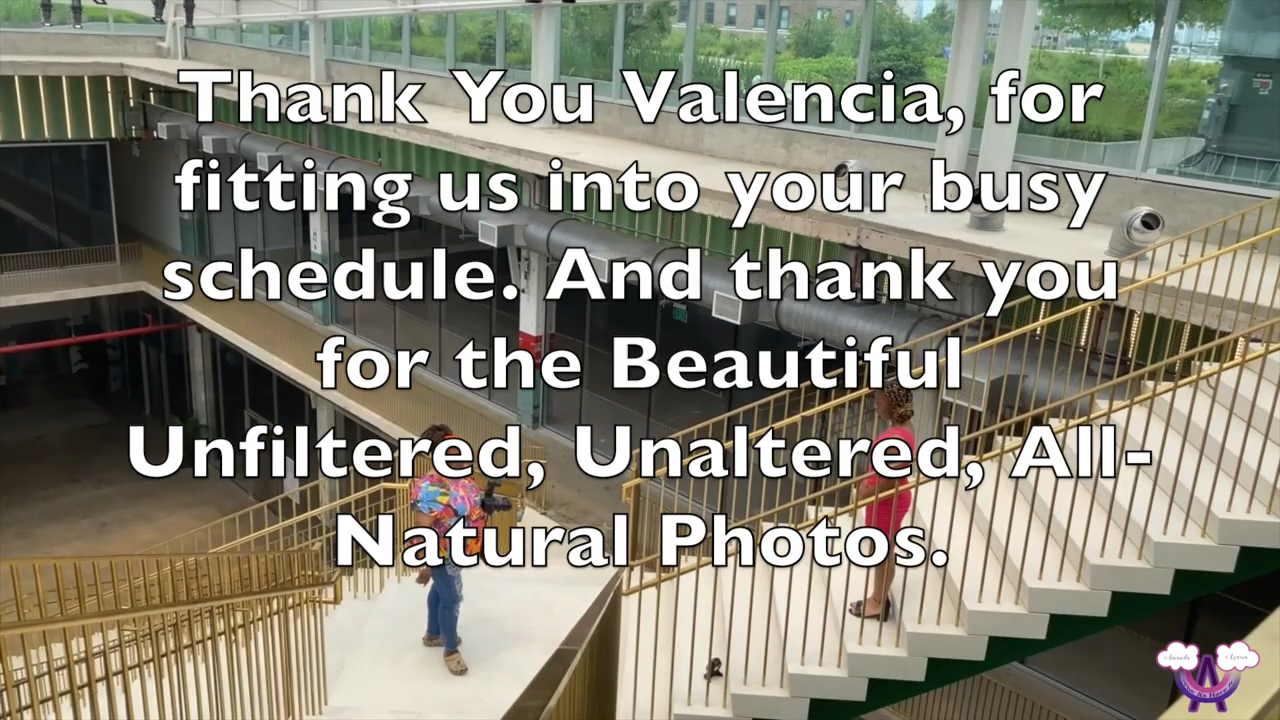 Thank You Valencia, for
fitting us into your busy
schedule. And thank you
for the Beautiful
Unfiltered, Unaltered, All-
Natural Photos.